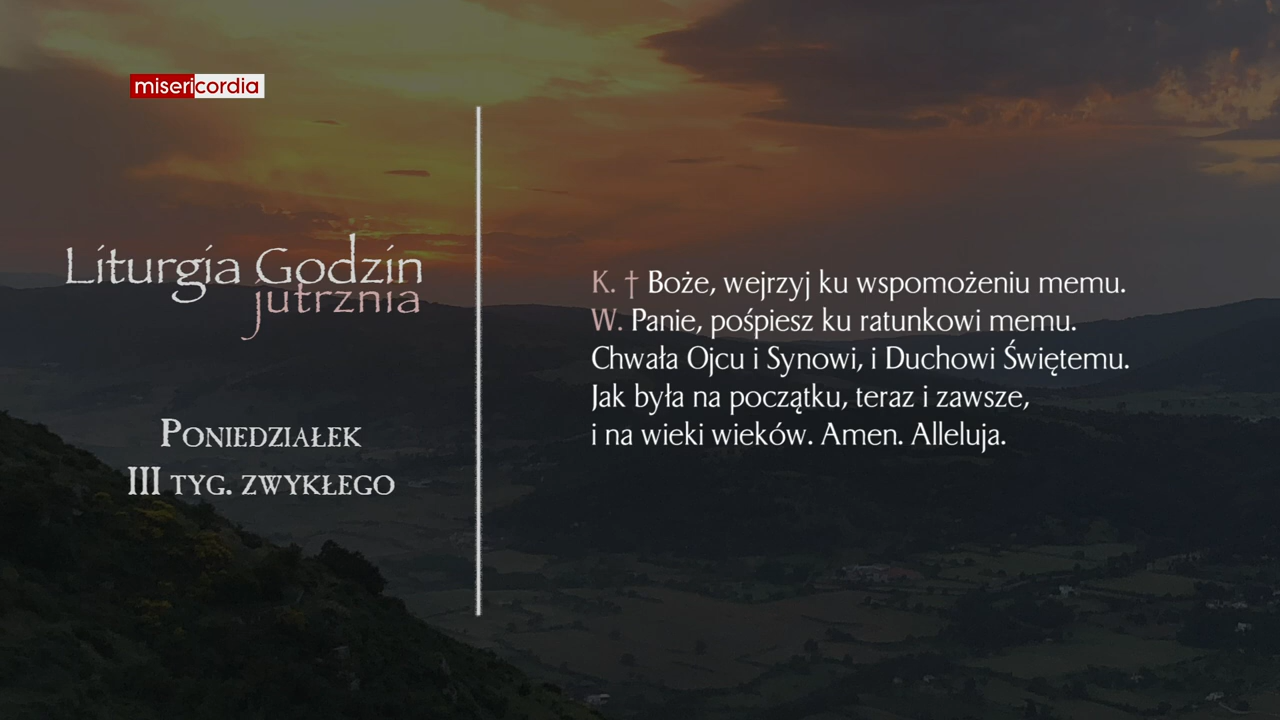 misericordia
Liturgia Godzin
jutrznia
Poniedziałek
III tyg. zwykłego
K. † Boże, wejrzyj ku wspomożeniu memu.
W. Panie, pośpiesz ku ratunkowi memu.
Chwała Ojcu i Synowi, i Duchowi Świętemu.
Jak była na początku, teraz i zawsze,
i na wieki wieków. Amen. Alleluja.